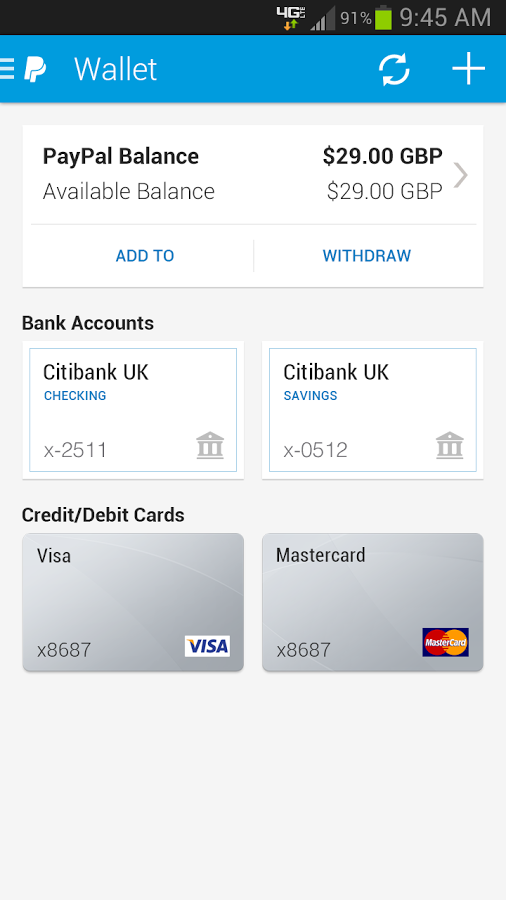 4G LTE 91% 9:45 AM
Wallet
PayPal Balance $29.00 GBP
Available Balance $29.00 GBP
ADD TO WITHDRAW
Bank Accounts
Citibank UK Citibank UK
CHECKING SAVINGS
x-2511 x-0512
Credit/Debit Cards
Visa Mastercard
x8687 VISA x8687 MasterCard